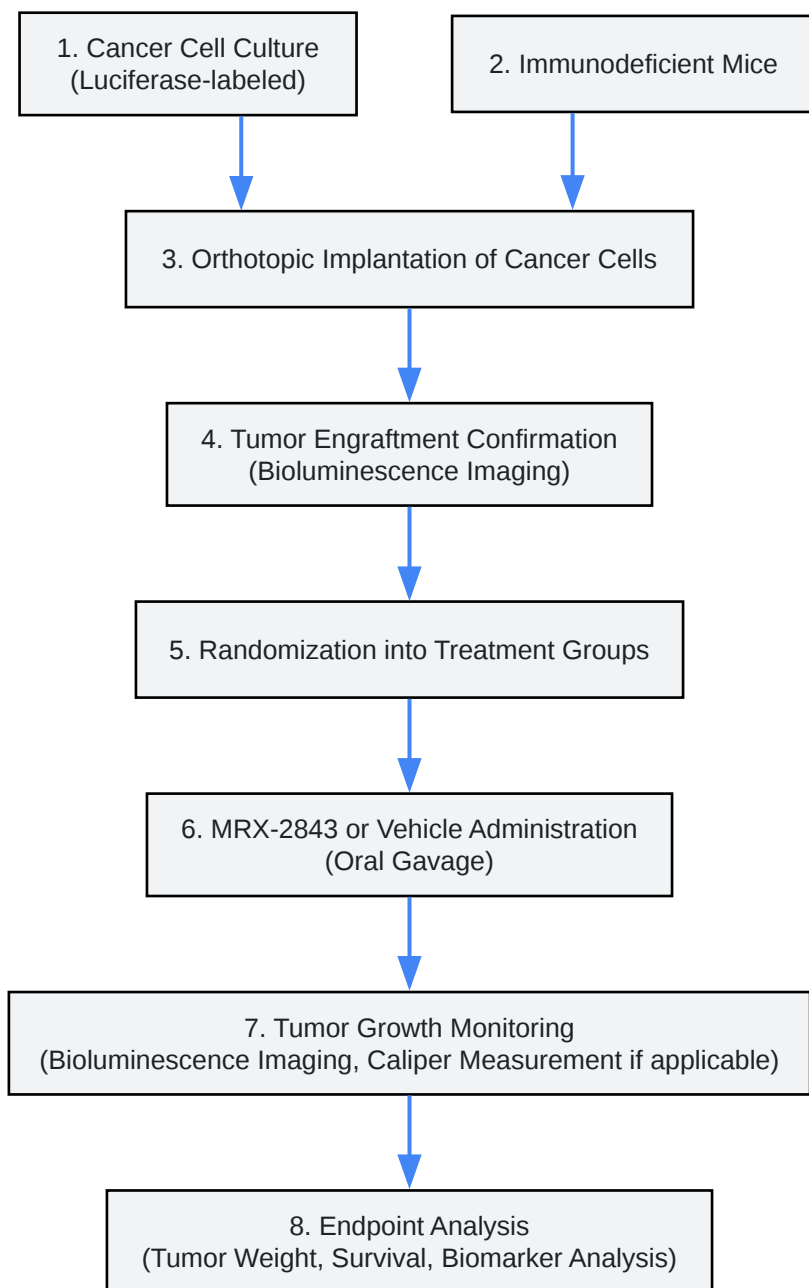 1. Cancer Cell Culture
(Luciferase-labeled)
2. Immunodeficient Mice
3. Orthotopic Implantation of Cancer Cells
4. Tumor Engraftment Confirmation
(Bioluminescence Imaging)
5. Randomization into Treatment Groups
6. MRX-2843 or Vehicle Administration
(Oral Gavage)
7. Tumor Growth Monitoring
(Bioluminescence Imaging, Caliper Measurement if applicable)
8. Endpoint Analysis
(Tumor Weight, Survival, Biomarker Analysis)